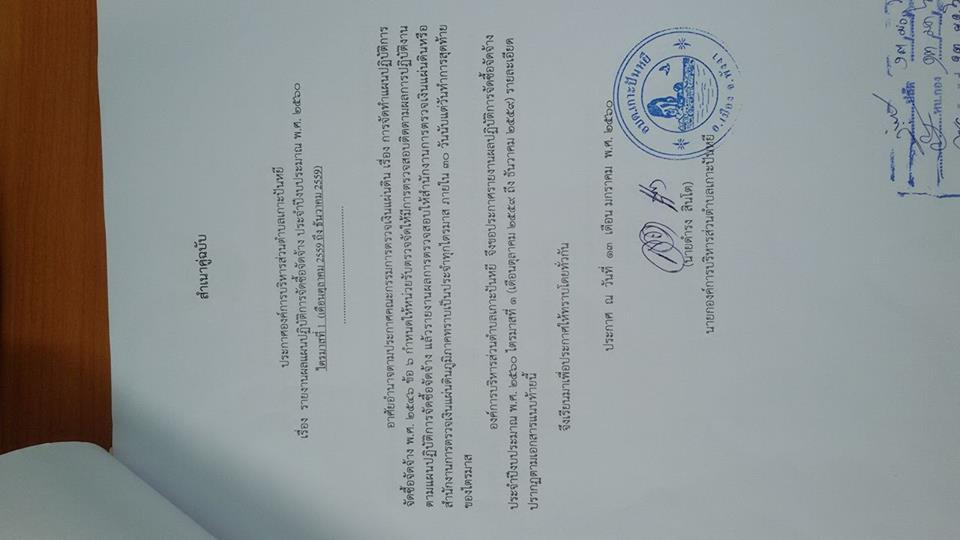 สำเนาคู่ฉบับ
ประกาศองค์การบริหารส่วนตำบลเกาะปันหยี
เรื่อง รายงานผลแผนปฏิบัติการจัดซื้อจัดจ้าง ประจำปีงบประมาณ พ.ศ. ๒๕๖๐
ไตรมาสที่ 1 (เดือนตุลาคม 2559 ถึง ธันวาคม 2559)
อาศัยอำนาจตามประกาศคณะกรรมการตรวจเงินแผ่นดิน เรื่อง การจัดทำแผนปฏิบัติการ
จัดซื้อจัดจ้าง พ.ศ. ๒๕๔๖ ข้อ ๖ กำหนดให้หน่วยรับตรวจจัดให้มีการตรวจสอบติดตามผลการปฏิบัติงาน
ตามแผนปฏิบัติการจัดซื้อจัดจ้าง แล้วรายงานผลการตรวจสอบให้สำนักงานการตรวจเงินแผ่นดินหรือ
สำนักงานการตรวจเงินแผ่นดินภูมิภาคทราบเป็นประจำทุกไตรมาส ภายใน ๓๐ วันนับแต่วันทำการสุดท้าย
ของไตรมาส
องค์การบริหารส่วนตำบลเกาะปันหยี จึงขอประกาศรายงานผลปฏิบัติการจัดซื้อจัดจ้าง
ประจำปีงบประมาณ พ.ศ. ๒๕๖๐ ไตรมาสที่ ๑ (เดือนตุลาคม ๒๕๕๙ ถึง ธันวาคม ๒๕๕๙) รายละเอียด
ปรากฏตามเอกสารแนบท้ายนี้
จึงเรียนมาเพื่อประกาศให้ทราบโดยทั่วกัน
ประกาศ ณ วันที่ ๑๓ เดือน มกราคม พ.ศ. ๒๕๖๐
อบต.เกาะปันหยี
อ.เมือง จ.พังงา
(นายดำรง สินโต)
นายกองค์การบริหารส่วนตำบลเกาะปันหยี